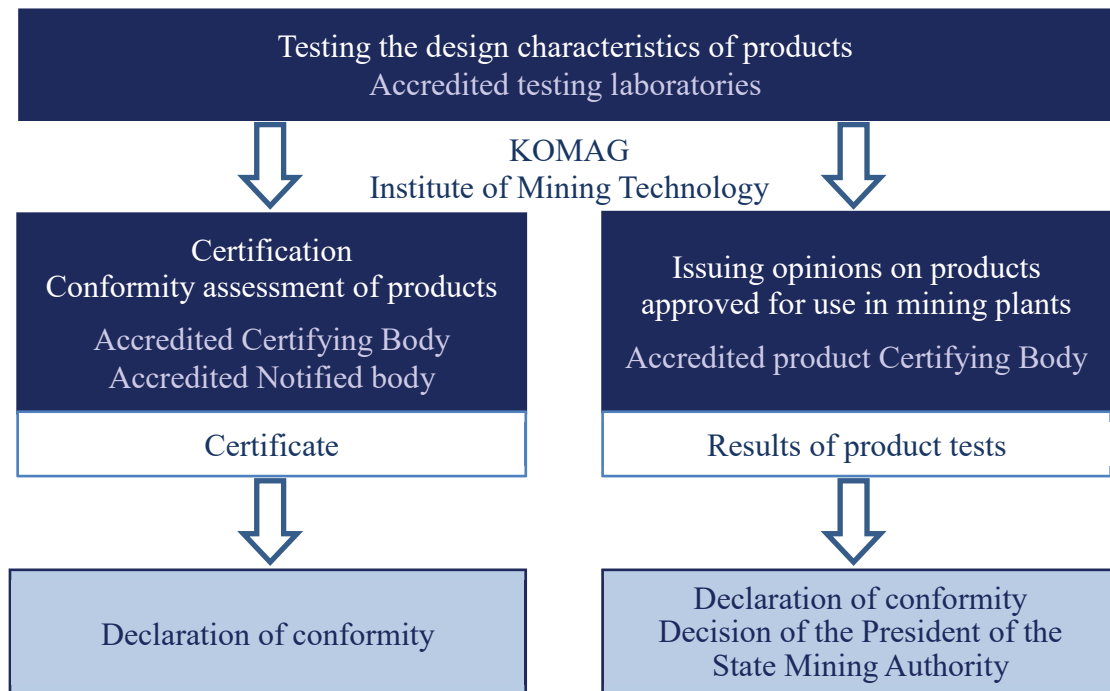 Testing the design characteristics of products
Accredited testing laboratories
KOMAG
Institute of Mining Technology
Certification
Conformity assessment of products
Accredited Certifying Body
Accredited Notified body
Certificate
Issuing opinions on products
approved for use in mining plants
Accredited product Certifying Body
Results of product tests
Declaration of conformity
Declaration of conformity
Decision of the President of the
State Mining Authority